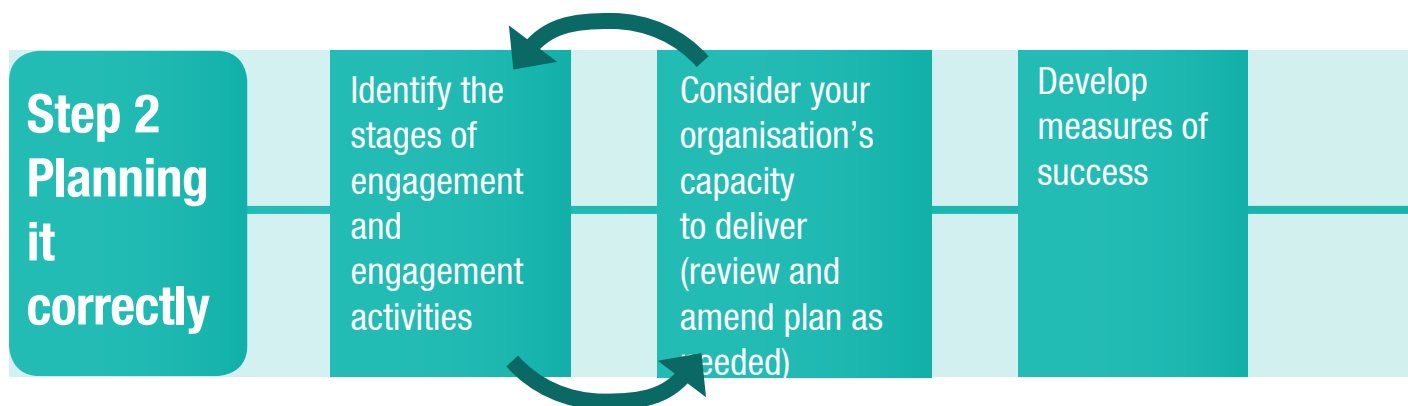 Step 2
Planning
it
correctly
Identify the
stages of
engagement
and
engagement
activities
Consider your
organisation's
capacity
to deliver
(review and
amend plan as
needed)
Develop
measures of
success